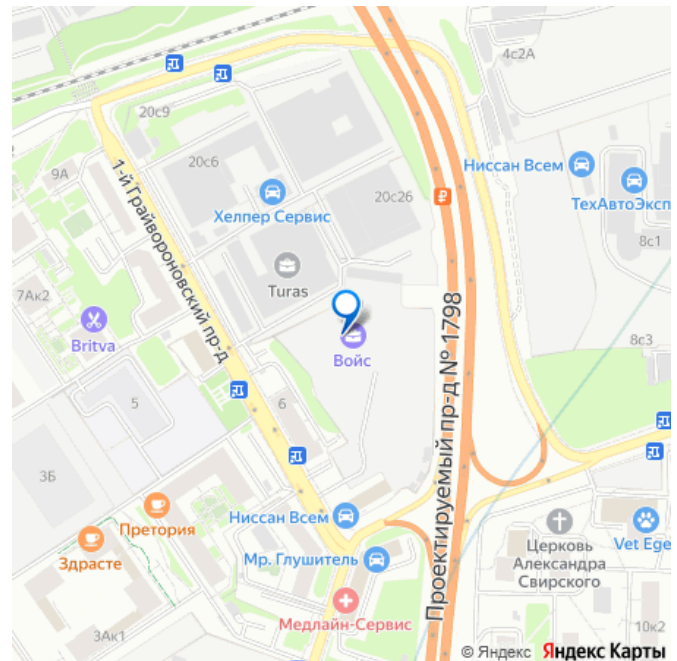 4с2А
20с9
20с6
Ниссан Всем
9А
ТехАвтоЭксп
20с26
Хелпер Сервис
8с1
1-й Грайвороновский пр-д
Turas
7Ак2
Britva
Войс
8с3
Проектируемый пр-д № 1798
5
6
3Б
Претория
Ниссан Всем
Здрасте
Мр. Глушитель
Церковь
Александра
Свирского
Vet Ege
Медлайн-Сервис
3Ак1
10к2
© Яндекс Яндекс Карты